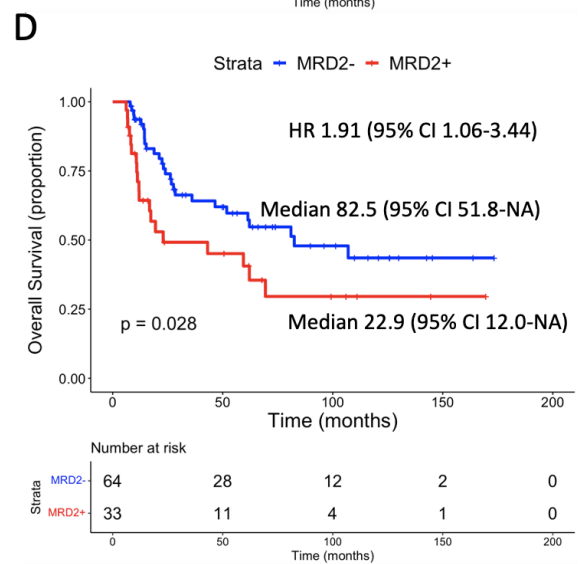 Time (months)
D
Strata MRD2- MRD2+
1.00
0.75
0.50
0.25
0.00
Overall Survival (proportion)
HR 1.91 (95% CI 1.06-3.44)
Median 82.5 (95% CI 51.8-NA)
Median 22.9 (95% CI 12.0-NA)
p = 0.028
0 50 100 150 200
Time (months)
Number at risk
Strata
MRD2- 64 28 12 2 0
MRD2+ 33 11 4 1 0
0 50 100 150 200
Time (months)